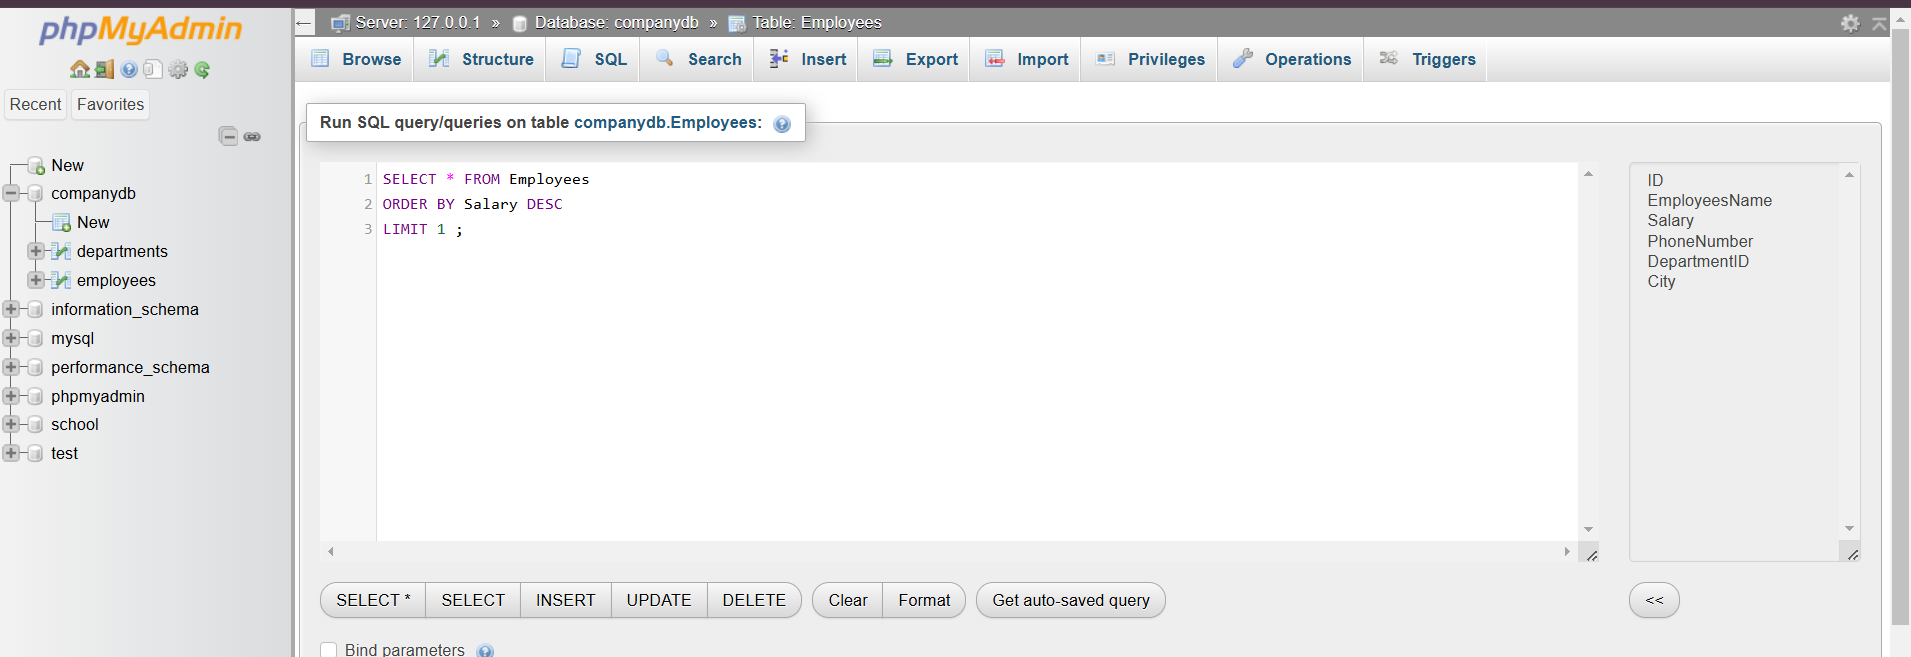 phpMyAdmin
Recent Favorites
New
companydb
New
departments
employees
information_schema
mysql
performance_schema
phpmyadmin
school
test
Server: 127.0.0.1 » Database: companydb » Table: Employees
Browse Structure SQL Search Insert Export Import Privileges Operations Triggers
Run SQL query/queries on table companydb.Employees:
1 SELECT * FROM Employees
2 ORDER BY Salary DESC
3 LIMIT 1 ;
ID
EmployeesName
Salary
PhoneNumber
DepartmentID
City
SELECT * SELECT INSERT UPDATE DELETE Clear Format Get auto-saved query <<
Bind parameters